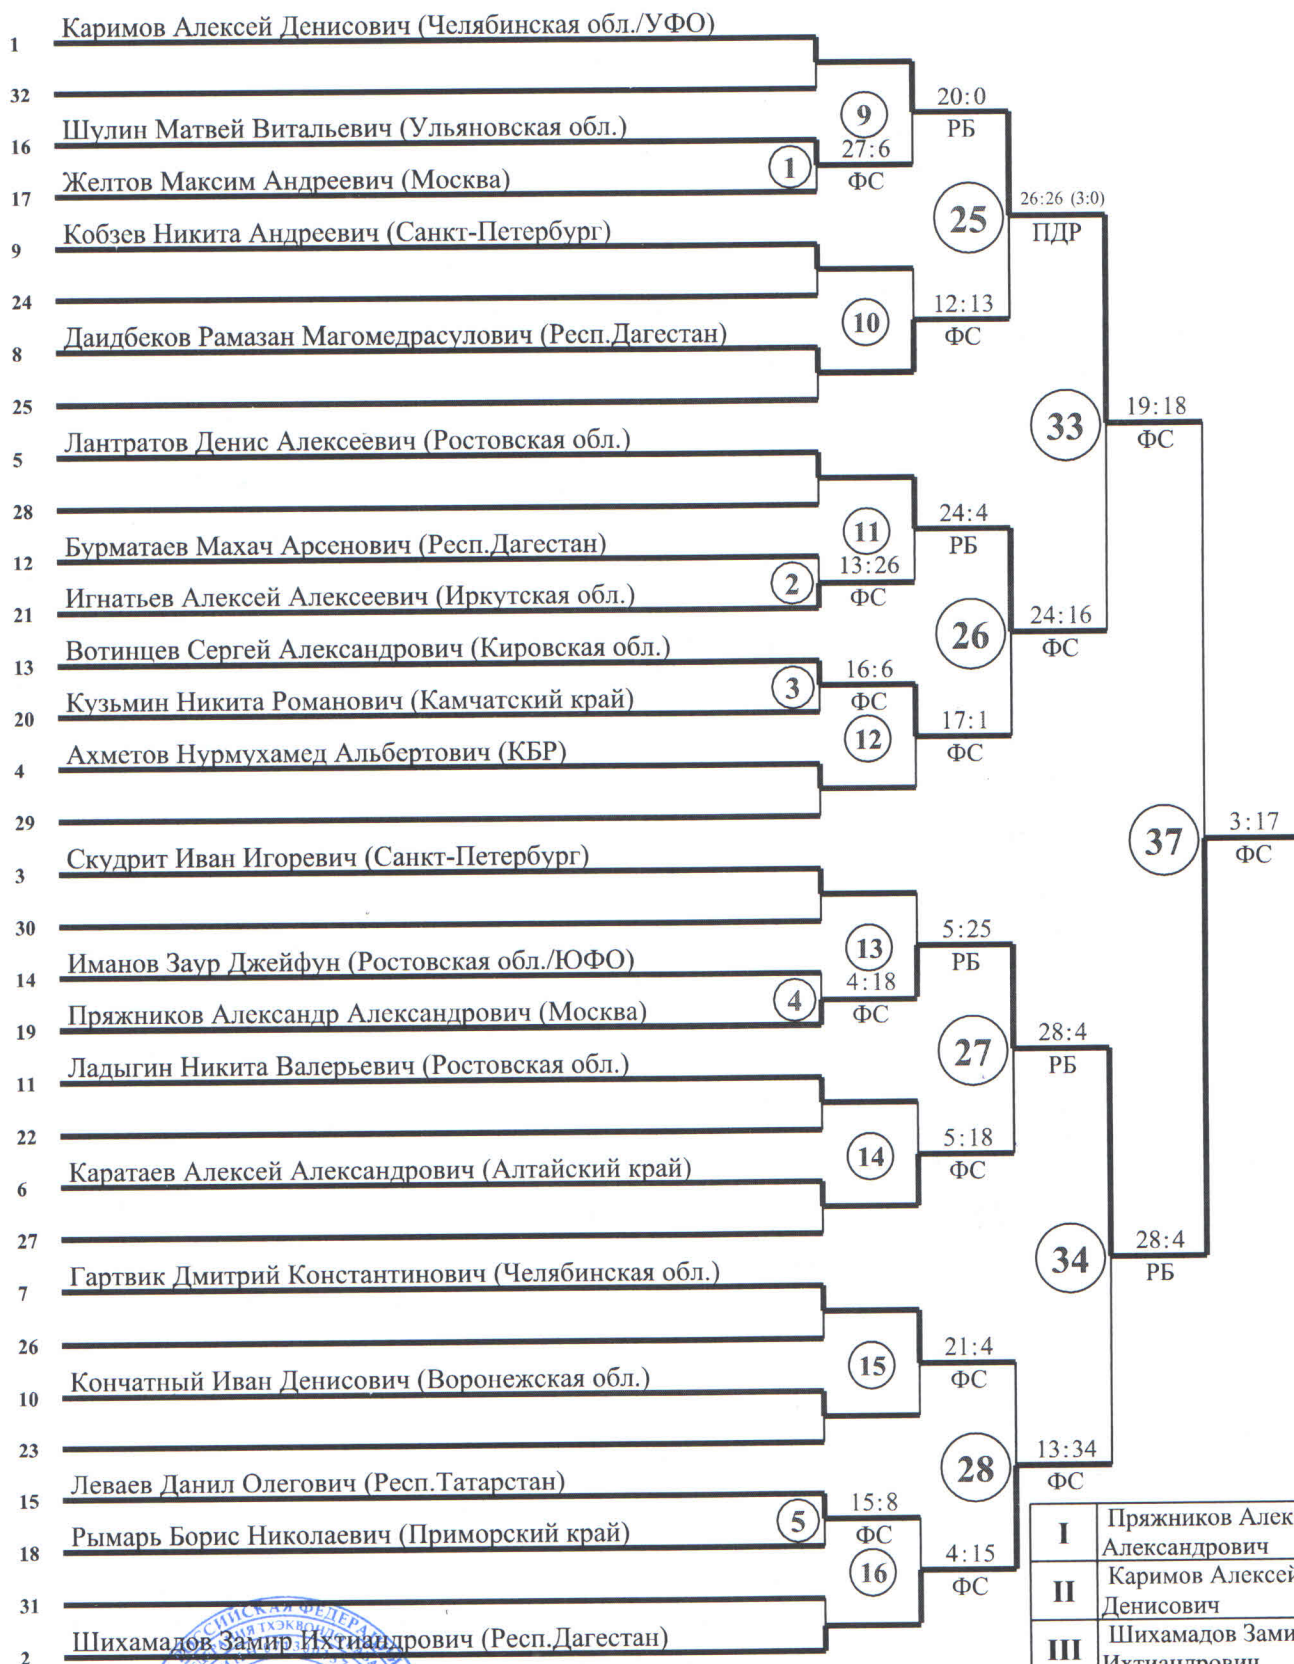 Каримов Алексей Денисович (Челябинская обл./УФО)
1
32
9
20:0
РБ
Шулин Матвей Витальевич (Ульяновская обл.)
16
1
27:6
ФС
Желтов Максим Андреевич (Москва)
17
25
26:26 (3:0)
ПДР
Кобзев Никита Андреевич (Санкт-Петербург)
9
24
10
12:13
ФС
Даидбеков Рамазан Магомедрасулович (Респ.Дагестан)
8
25
33
19:18
ФС
Лантратов Денис Алексеевич (Ростовская обл.)
5
28
11
24:4
РБ
Бурматаев Махач Арсенович (Респ.Дагестан)
12
2
13:26
ФС
Игнатьев Алексей Алексеевич (Иркутская обл.)
21
26
24:16
ФС
Вотинцев Сергей Александрович (Кировская обл.)
13
3
16:6
ФС
Кузьмин Никита Романович (Камчатский край)
20
12
17:1
ФС
Ахметов Нурмухамед Альбертович (КБР)
4
29
37
3:17
ФС
Скудрит Иван Игоревич (Санкт-Петербург)
3
30
13
5:25
РБ
Иманов Заур Джейфун (Ростовская обл./ЮФО)
14
4
4:18
ФС
Пряжников Александр Александрович (Москва)
19
27
28:4
РБ
Ладыгин Никита Валерьевич (Ростовская обл.)
11
22
14
5:18
ФС
Каратаев Алексей Александрович (Алтайский край)
6
27
34
28:4
РБ
Гартвик Дмитрий Константинович (Челябинская обл.)
7
26
15
21:4
ФС
Кончатный Иван Денисович (Воронежская обл.)
10
23
28
13:34
ФС
Леваев Данил Олегович (Респ.Татарстан)
15
5
15:8
ФС
Рымарь Борис Николаевич (Приморский край)
18
16
4:15
ФС
31
Шихамадов Замир Ихтиандрович (Респ.Дагестан)
2
I
Пряжников Алек
Александрович
II
Каримов Алексей
Денисович
III
Шихамадов Зами
Ихтиандрович